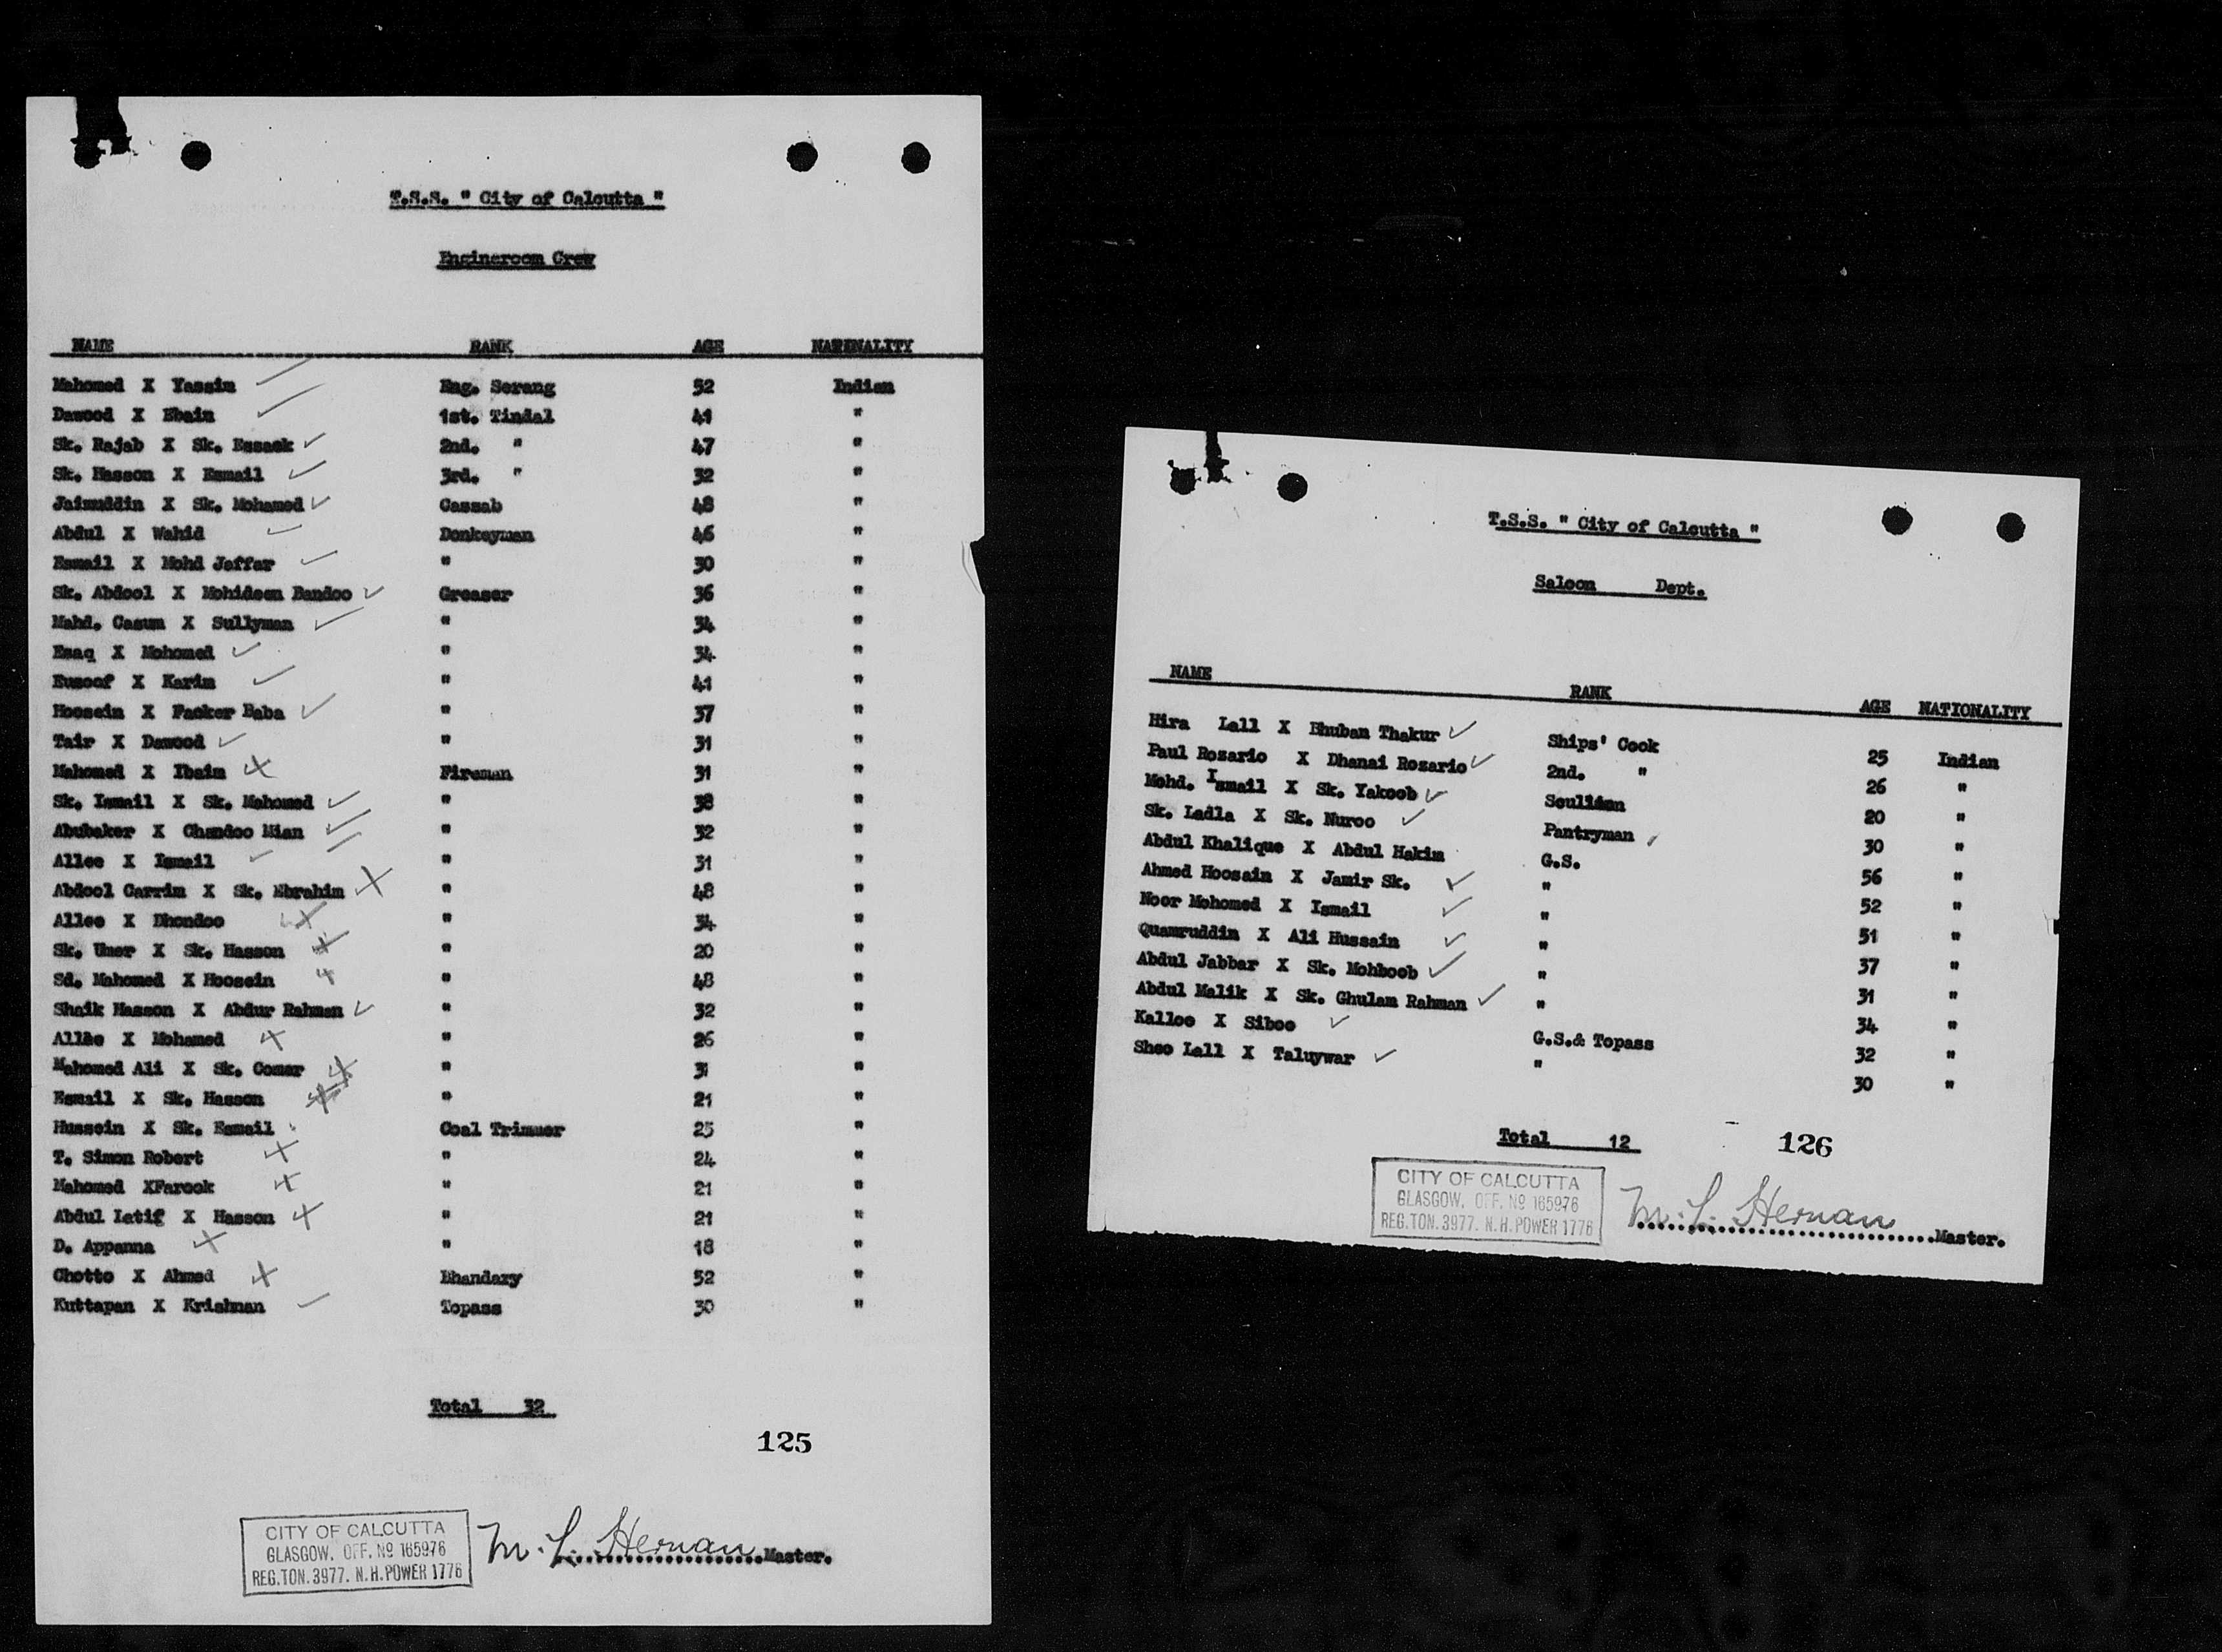 T.S.S. " City of Calcutta "
Engineroom Crew
NAME RANK AGE NATINALITY
Mahomed X Yassin Eng. Serang 52 Indian
Dawood X Ebain 1st. Tindal 41 "
Sk. Rajab X Sk. Essack 2nd. " 47 "
Sk. Hasson X Esmail 3rd. " 32 "
Jainuddin X Sk. Mohamed Cassab 48 "
Abdul X Wahid Donkeyman 46 "
Esmail X Mohd Jaffar " 30 "
Sk. Abdool X Mohideen Bandoo Greaser 36 "
Mahd. Casum X Sullyman " 34 "
Esaq X Mohomed " 34 "
Eusoof X Karim " 41 "
Hoosein X Facker Baba " 37 "
Tair X Dawood " 31 "
Mahomed X Ibaim Fireman 31 "
Sk. Ismail X Sk. Mahomed " 38 "
Abubaker X Chandoo Mian " 32 "
Allee X Ismail " 31 "
Abdool Carrim X Sk. Ebrahim " 48 "
Allee X Dhondoo " 34 "
Sk. Umer X Sk. Hasson " 20 "
Sd. Mahomed X Hoosein " 48 "
Shaik Hasson X Abdur Rahman " 32 "
Allee X Mohamed " 26 "
Mahomed Ali X Sk. Comer " 31 "
Esmail X Sk. Hasson " 21 "
Hussein X Sk. Esmail Coal Trimmer 25 "
T. Simon Robert " 24 "
Mahomed XFarook " 21 "
Abdul Latif X Hasson " 21 "
D. Appanna " 18 "
Chotto X Ahmed Bhandary 52 "
Kuttapan X Krishnan Topass 30 "
Total 32
125
CITY OF CALCUTTA
GLASGOW. OFF. Nº 165976
REG.TON.3977. N.H.POWER 1776
M. L. Hernan Master.
T.S.S. " City of Calcutta "
Saloon Dept.
NAME RANK AGE NATIONALITY
Hira Lall X Bhuban Thakur Ships' Cook 25 Indian
Paul Rozario X Dhanai Rozario 2nd. " 26 "
Mohd. Ismail X Sk. Yakoob Scullion 20 "
Sk. Ladla X Sk. Nuroo Pantryman 30 "
Abdul Khalique X Abdul Hakim G.S. 56 "
Ahmed Hoosain X Jamir Sk. " 52 "
Noor Mohomed X Ismail " 51 "
Quamruddin X Ali Hussain " 37 "
Abdul Jabbar X Sk. Mohboob " 31 "
Abdul Malik X Sk. Ghulam Rahman " 34 "
Kalloo X Siboo G.S.& Topass 32 "
Sheo Lall X Taluywar " 30 "
Total 12
126
CITY OF CALCUTTA
GLASGOW. OFF. Nº 165976
REG.TON.3977. N.H.POWER 1776
M. L. Hernan Master.